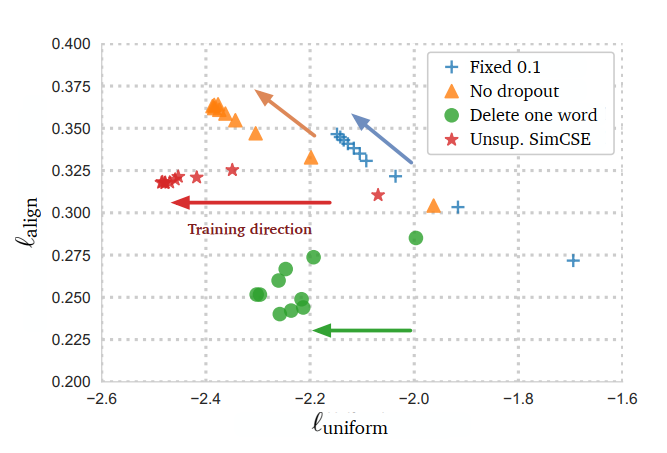 0.400
0.375
0.350
0.325
0.300
0.275
0.250
0.225
0.200
ℓalign
Fixed 0.1
No dropout
Delete one word
Unsup. SimCSE
Training direction
−2.6 −2.4 −2.2 −2.0 −1.8 −1.6
ℓuniform